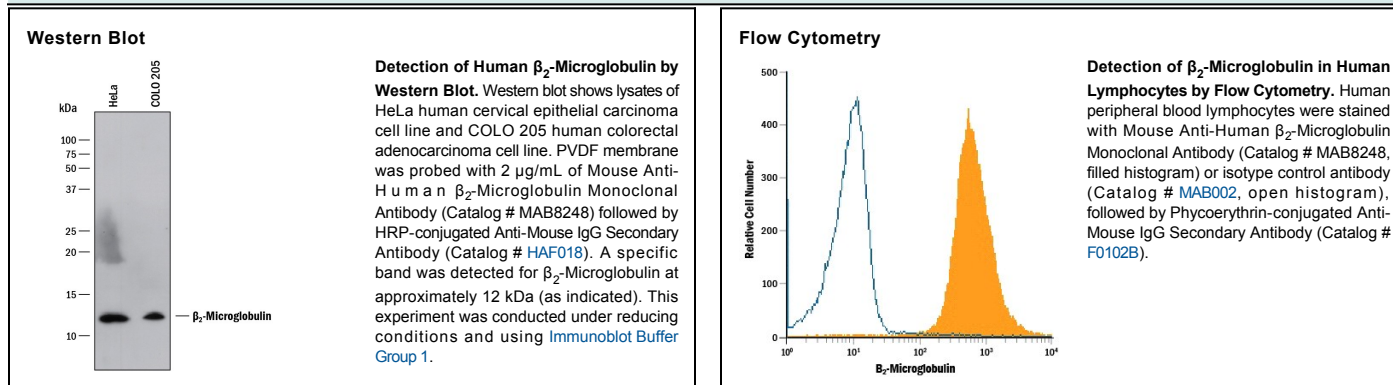 Western Blot
HeLa
COLO 205
kDa
100
75
50
37
25
20
15
10
β2-Microglobulin
Detection of Human β2-Microglobulin by
Western Blot. Western blot shows lysates of
HeLa human cervical epithelial carcinoma
cell line and COLO 205 human colorectal
adenocarcinoma cell line. PVDF membrane
was probed with 2 µg/mL of Mouse Anti-
Human β2-Microglobulin Monoclonal
Antibody (Catalog # MAB8248) followed by
HRP-conjugated Anti-Mouse IgG Secondary
Antibody (Catalog # HAF018). A specific
band was detected for β2-Microglobulin at
approximately 12 kDa (as indicated). This
experiment was conducted under reducing
conditions and using Immunoblot Buffer
Group 1.
Flow Cytometry
Relative Cell Number
500
400
300
200
100
0
10⁰ 10¹ 10² 10³ 10⁴
B2-Microglobulin
Detection of β2-Microglobulin in Human
Lymphocytes by Flow Cytometry. Human
peripheral blood lymphocytes were stained
with Mouse Anti-Human β2-Microglobulin
Monoclonal Antibody (Catalog # MAB8248,
filled histogram) or isotype control antibody
(Catalog # MAB002, open histogram),
followed by Phycoerythrin-conjugated Anti-
Mouse IgG Secondary Antibody (Catalog #
F0102B).